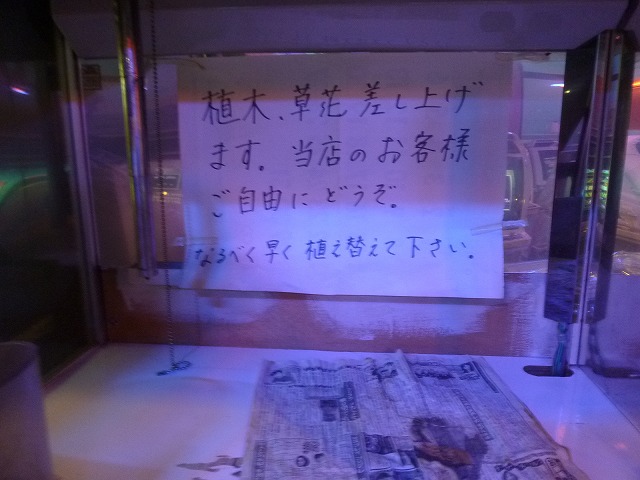 植木、草花差し上げ
ます。当店のお客様
ご自由にどうぞ。
なるべく早く植え替えて下さい。